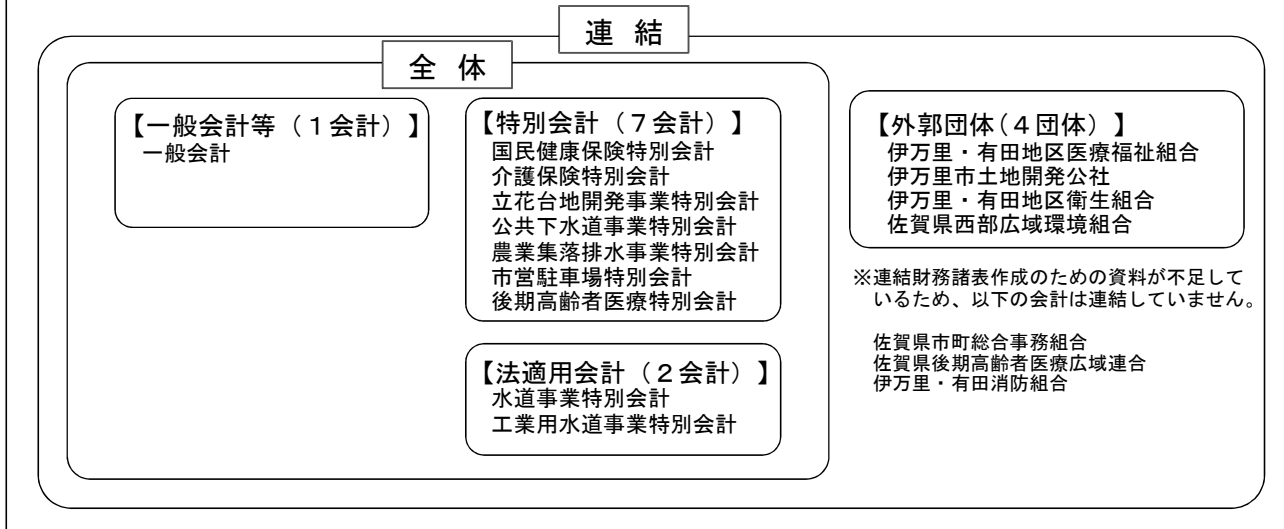 連 結
全 体
【一般会計等（１会計）】
一般会計
【特別会計（７会計）】
国民健康保険特別会計
介護保険特別会計
立花台地開発事業特別会計
公共下水道事業特別会計
農業集落排水事業特別会計
市営駐車場特別会計
後期高齢者医療特別会計
【法適用会計（２会計）】
水道事業特別会計
工業用水道事業特別会計
【外郭団体（４団体）】
伊万里・有田地区医療福祉組合
伊万里市土地開発公社
伊万里・有田地区衛生組合
佐賀県西部広域環境組合
※連結財務諸表作成のための資料が不足して
いるため、以下の会計は連結していません。
佐賀県市町総合事務組合
佐賀県後期高齢者医療広域連合
伊万里・有田消防組合